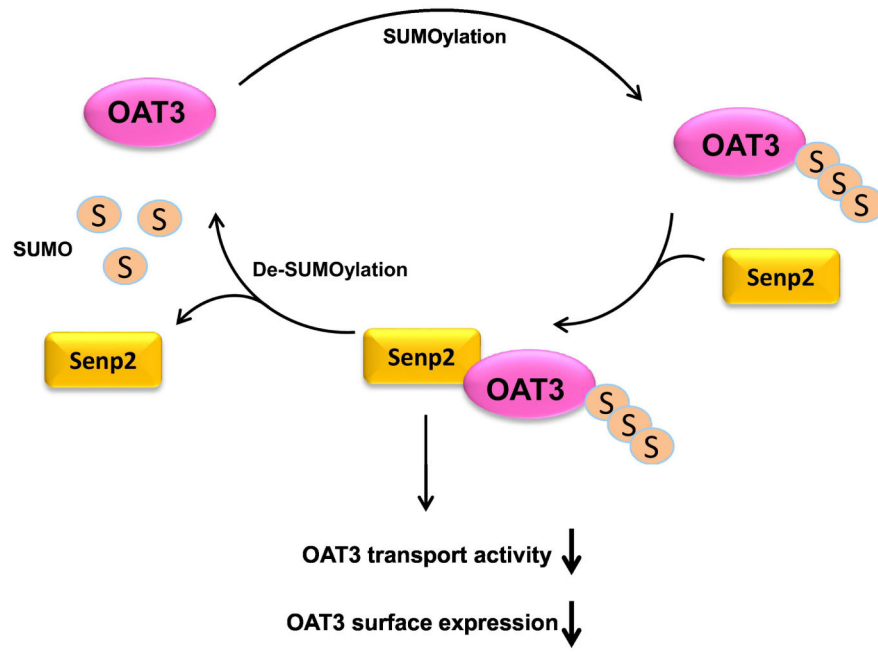 SUMOylation
OAT3
OAT3
S
S
S
S
S
S
SUMO
De-SUMOylation
Senp2
Senp2
Senp2
OAT3
S
S
S
OAT3 transport activity
OAT3 surface expression